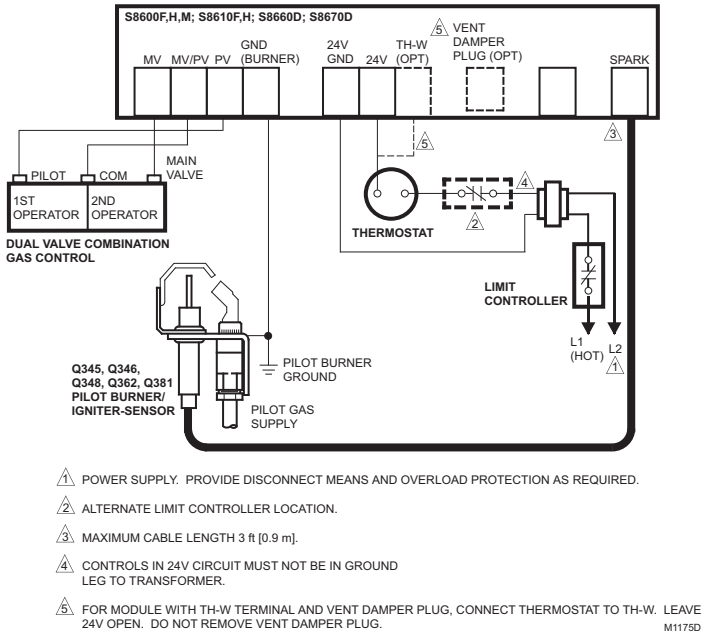 S8600F,H,M; S8610F,H; S8660D; S8670D
MV MV/PV PV
GND
(BURNER)
24V
GND
24V
TH-W
(OPT)
5
VENT
DAMPER
PLUG (OPT)
SPARK
3
5
PILOT
COM
MAIN
VALVE
1ST
OPERATOR
2ND
OPERATOR
DUAL VALVE COMBINATION
GAS CONTROL
THERMOSTAT
4
2
LIMIT
CONTROLLER
L1
(HOT)
L2
1
Q345, Q346,
Q348, Q362, Q381
PILOT BURNER/
IGNITER-SENSOR
PILOT BURNER
GROUND
PILOT GAS
SUPPLY
1 POWER SUPPLY. PROVIDE DISCONNECT MEANS AND OVERLOAD PROTECTION AS REQUIRED.
2 ALTERNATE LIMIT CONTROLLER LOCATION.
3 MAXIMUM CABLE LENGTH 3 ft [0.9 m].
4 CONTROLS IN 24V CIRCUIT MUST NOT BE IN GROUND
LEG TO TRANSFORMER.
5 FOR MODULE WITH TH-W TERMINAL AND VENT DAMPER PLUG, CONNECT THERMOSTAT TO TH-W. LEAVE
24V OPEN. DO NOT REMOVE VENT DAMPER PLUG.
M1175D